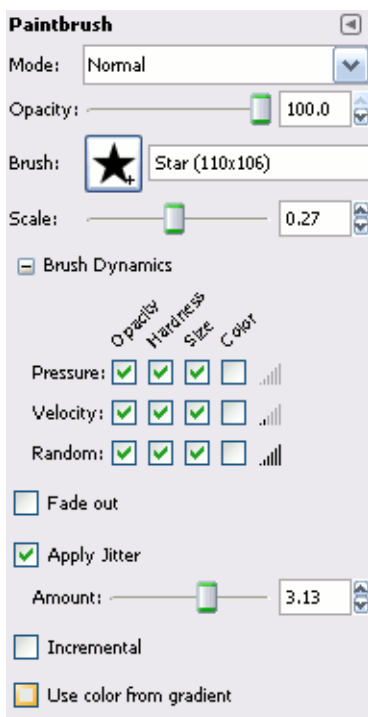 Paintbrush
Mode: Normal
Opacity: 100.0
Brush: Star (110x106)
Scale: 0.27
Brush Dynamics
Opacity Hardness Size Color
Pressure:
Velocity:
Random:
Fade out
Apply Jitter
Amount: 3.13
Incremental
Use color from gradient